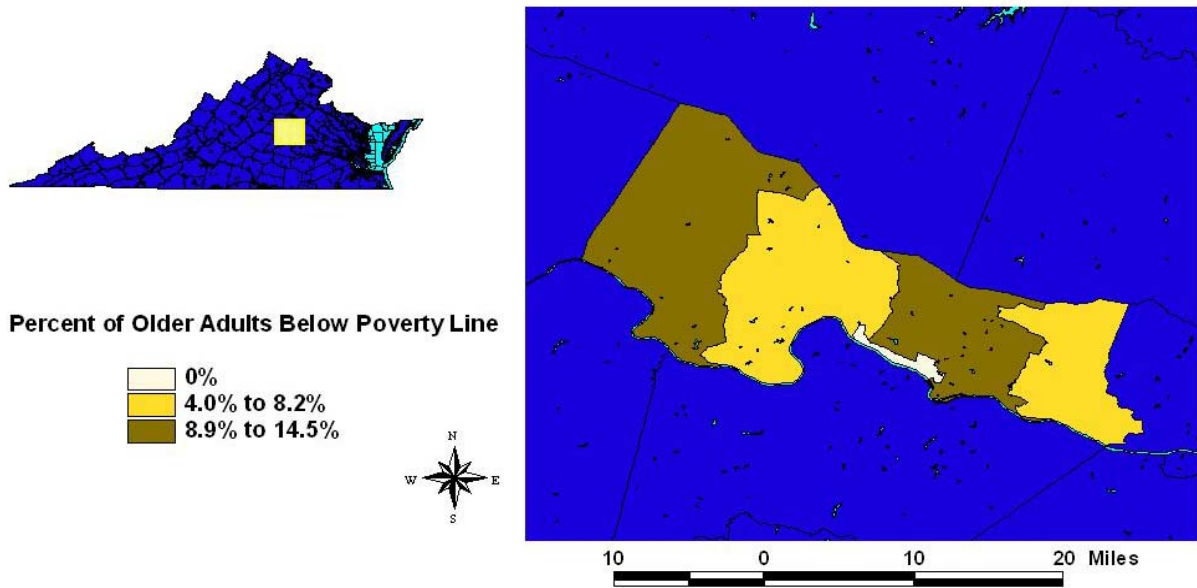 Percent of Older Adults Below Poverty Line
0%
4.0% to 8.2%
8.9% to 14.5%
N
W E
S
10 0 10 20 Miles